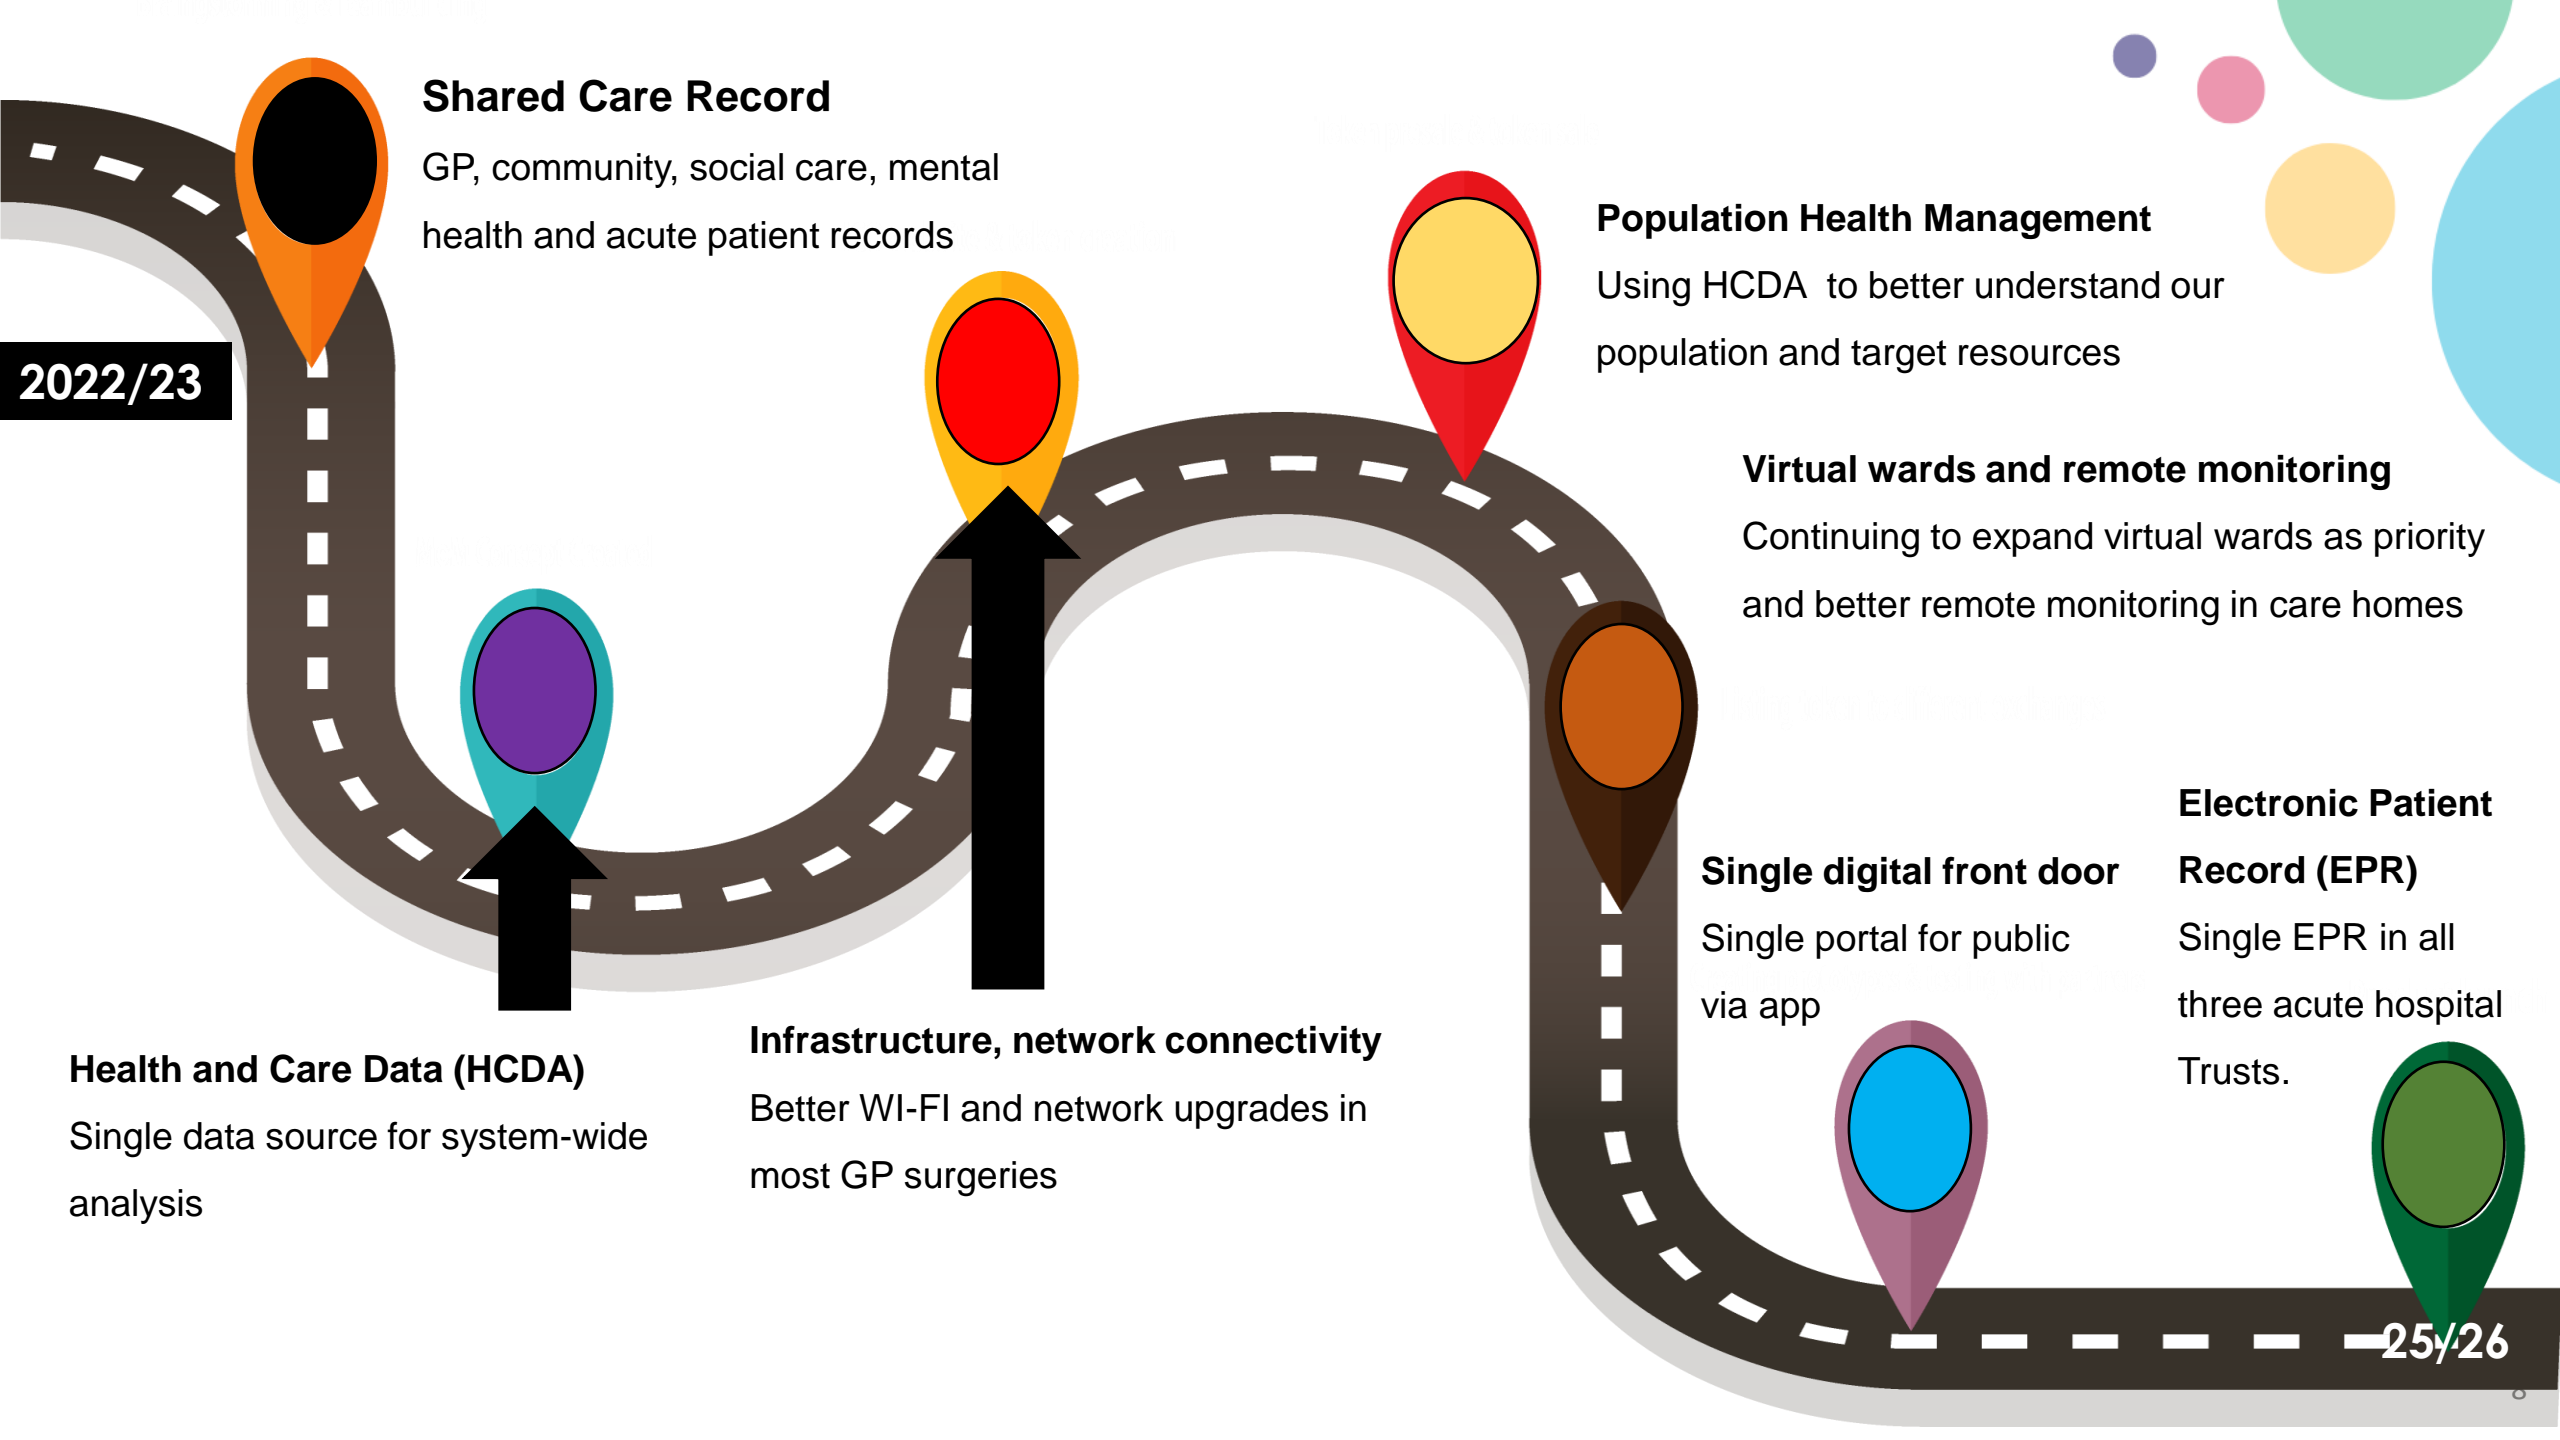 Shared Care Record
GP, community, social care, mental
health and acute patient records
2022/23
Population Health Management
Using HCDA  to better understand our
population and target resources
Virtual wards and remote monitoring
Continuing to expand virtual wards as priority
and better remote monitoring in care homes
Health and Care Data (HCDA)
Single data source for system-wide
analysis
Infrastructure, network connectivity
Better WI-FI and network upgrades in
most GP surgeries
Single digital front door
Single portal for public
via app
Electronic Patient
Record (EPR)
Single EPR in all
three acute hospital
Trusts.
25/26
8